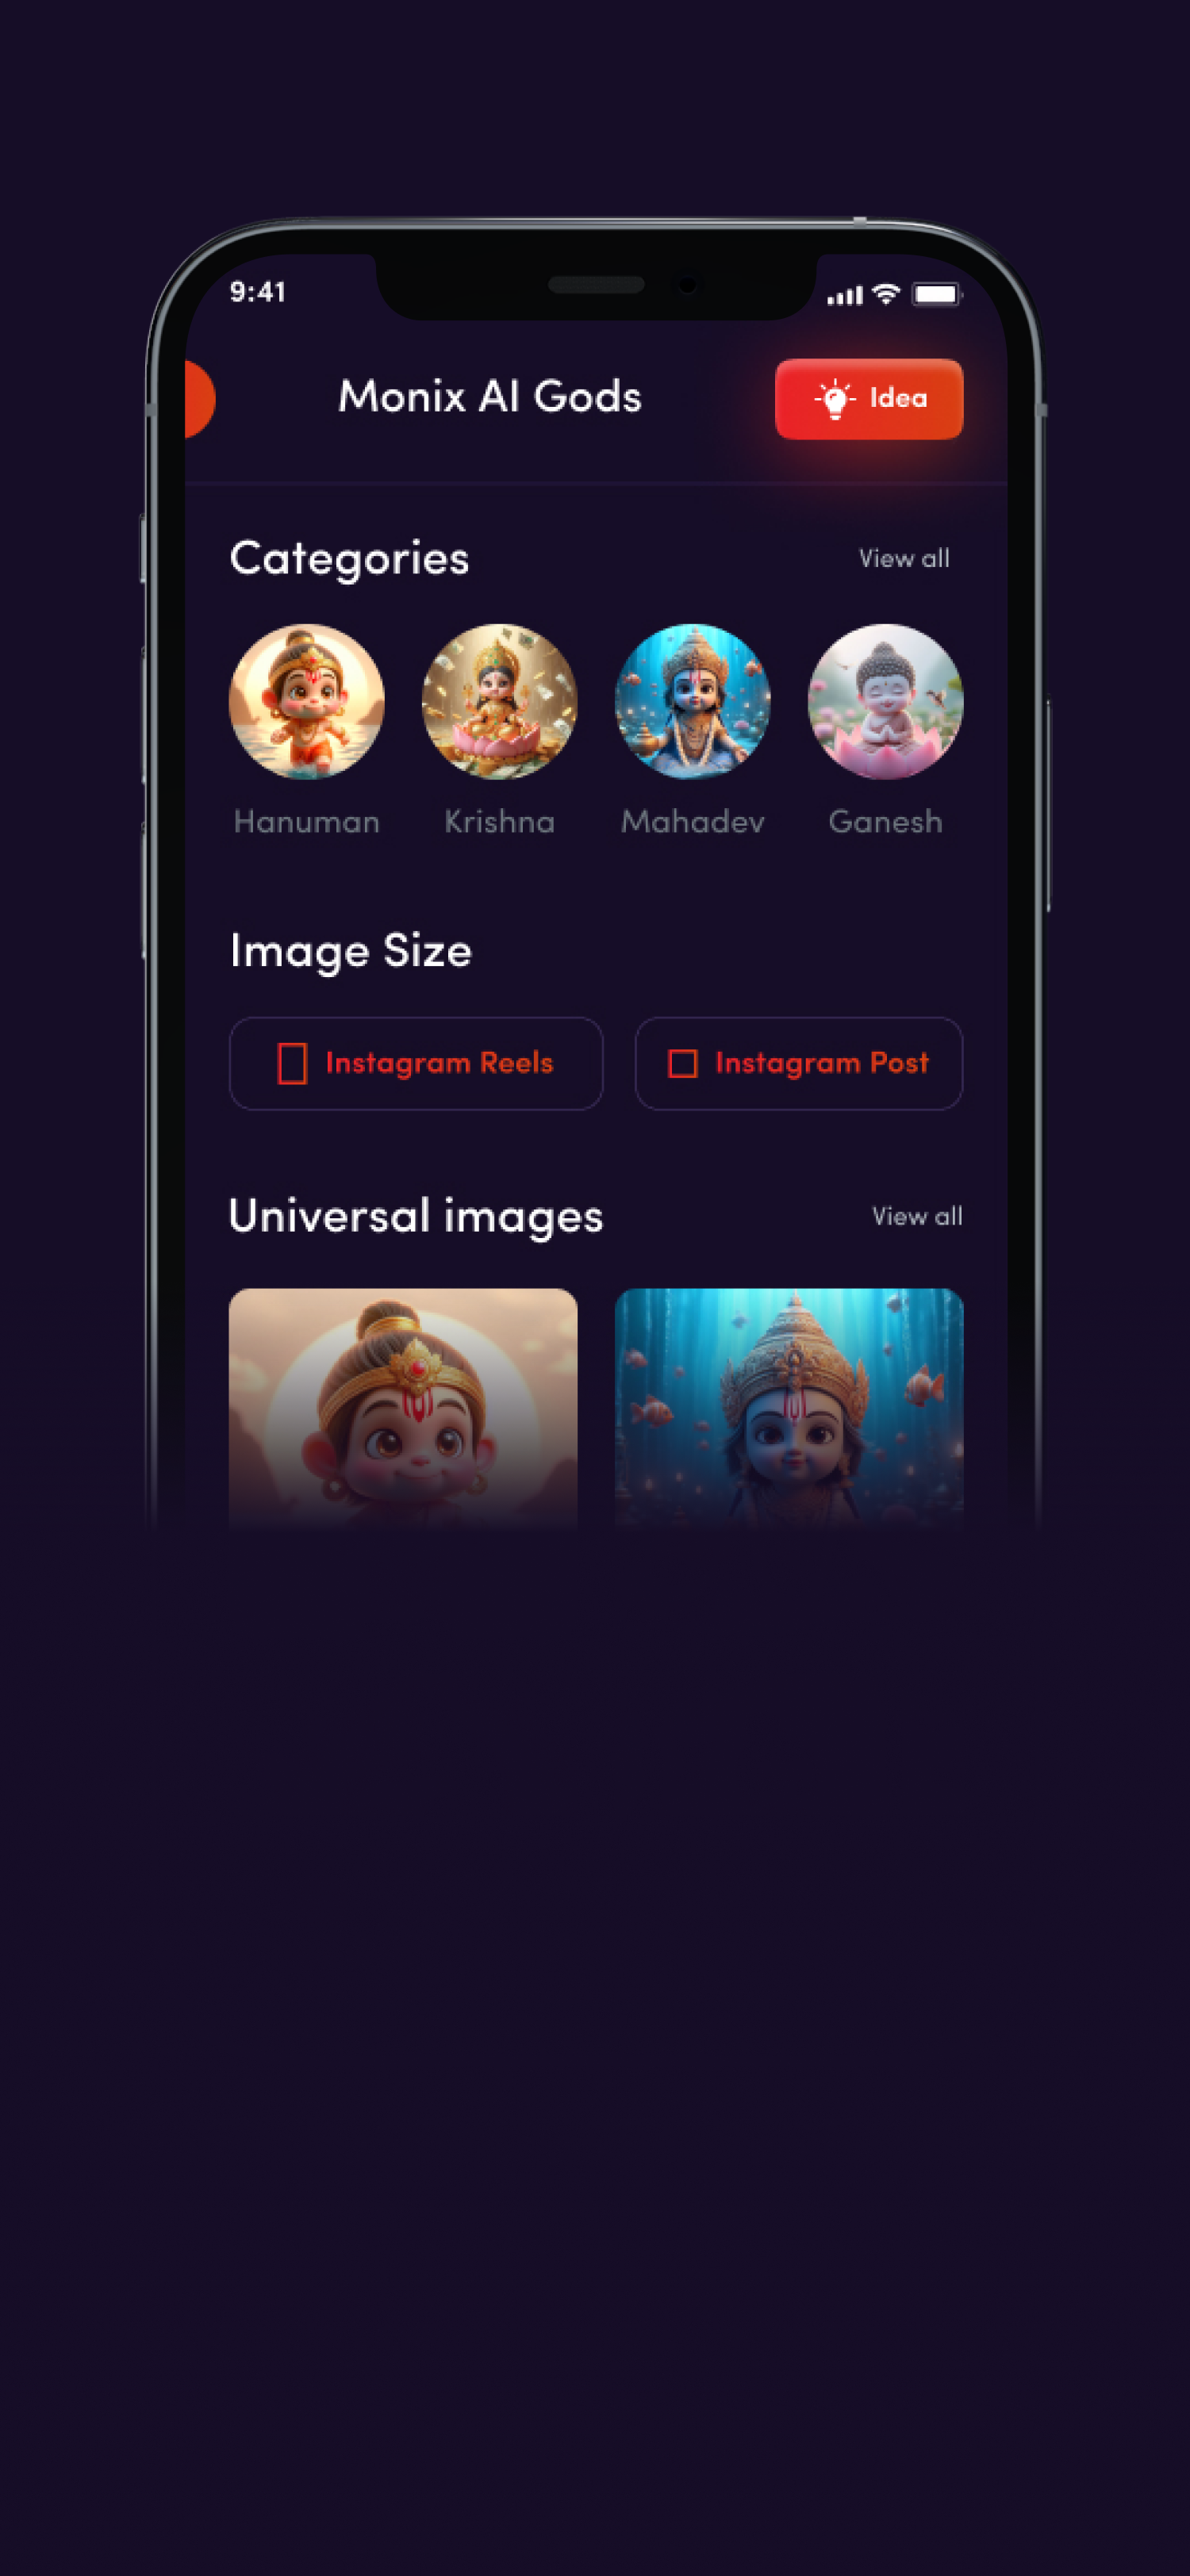 9:41
Monix AI Gods
Idea
Categories
View all
Hanuman
Krishna
Mahadev
Ganesh
Image Size
Instagram Reels
Instagram Post
Universal images
View all